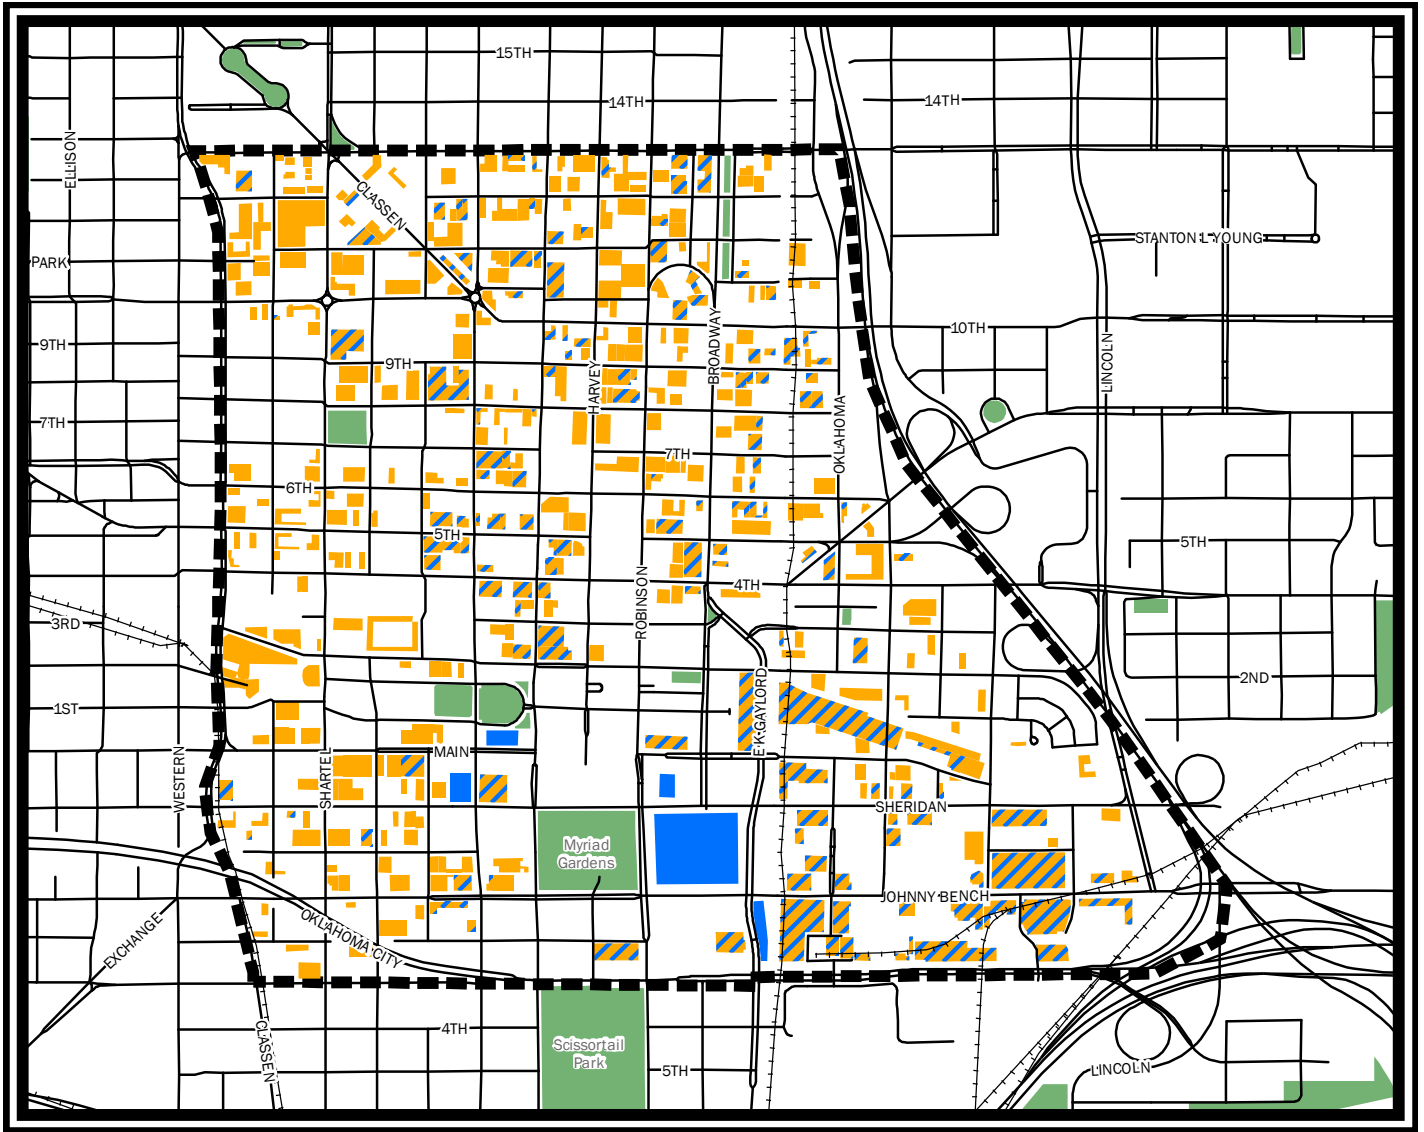 15TH
14TH
14TH
ELLISON
CLASSEN
STANTON L YOUNG
PARK
10TH
9TH
9TH
BROADWAY
LINCOLN
HARVEY
OKLAHOMA
7TH
7TH
6TH
5TH
5TH
4TH
ROBINSON
3RD
2ND
1ST
E K GAYLORD
MAIN
WESTERN
SHARTEL
SHERIDAN
Myriad
Gardens
JOHNNY BENCH
EXCHANGE
OKLAHOMA CITY
CLASSEN
4TH
Scissortail
Park
5TH
LINCOLN